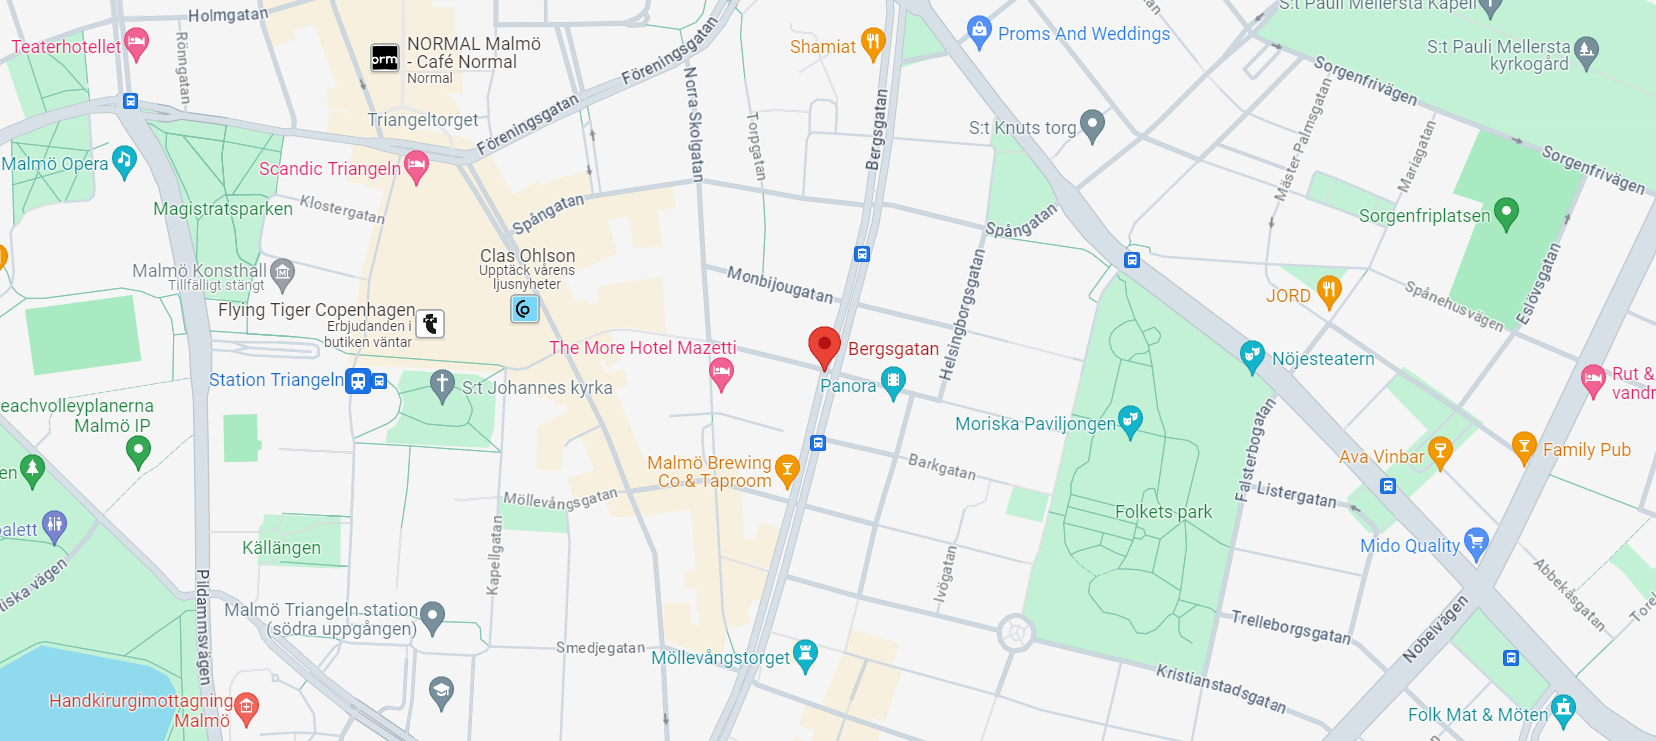 Holmgatan
Teaterhotellet
Rönngatan
NORMAL Malmö
- Café Normal
Normal
Föreningsgatan
Shamiat
Proms And Weddings
S:t Pauli Mellersta Kapell
S:t Pauli Mellersta
kyrkogård
Sorgenfrivägen
Triangeltorget
Föreningsgatan
Norra Skolgatan
Torpgatan
Bergsgatan
S:t Knuts torg
Mäster Palmsgatan
Mariagatan
Sorgenfrivägen
Malmö Opera
Scandic Triangeln
Magistratsparken
Klostergatan
Spångatan
Spångatan
Sorgenfriplatsen
Malmö Konsthall
Tillfälligt stängt
Clas Ohlson
Upptäck vårens
ljusnyheter
Monbijougatan
Helsingborgsgatan
JORD
Spånehusvägen
Eslövsgatan
Flying Tiger Copenhagen
Erbjudanden i
butiken väntar
The More Hotel Mazetti
Bergsgatan
Nöjesteatern
Station Triangeln
S:t Johannes kyrka
Panora
Rut &
eachvolleyplanerna
Malmö IP
Moriska Paviljongen
Falsterbogatan
Ava Vinbar
Family Pub
en
Malmö Brewing
Co & Taproom
Barkgatan
Möllevångsgatan
Listergatan
Folkets park
alett
Källängen
Kapellgatan
Ivögatan
Mido Quality
Abbekåsgatan
tiska vägen
Pildammsvägen
Malmö Triangeln station
(södra uppgången)
Smedjegatan
Möllevångstorget
Trelleborgsgatan
Nobelvägen
Kristianstadsgatan
Handkirurgimottagning
Malmö
Folk Mat & Möten